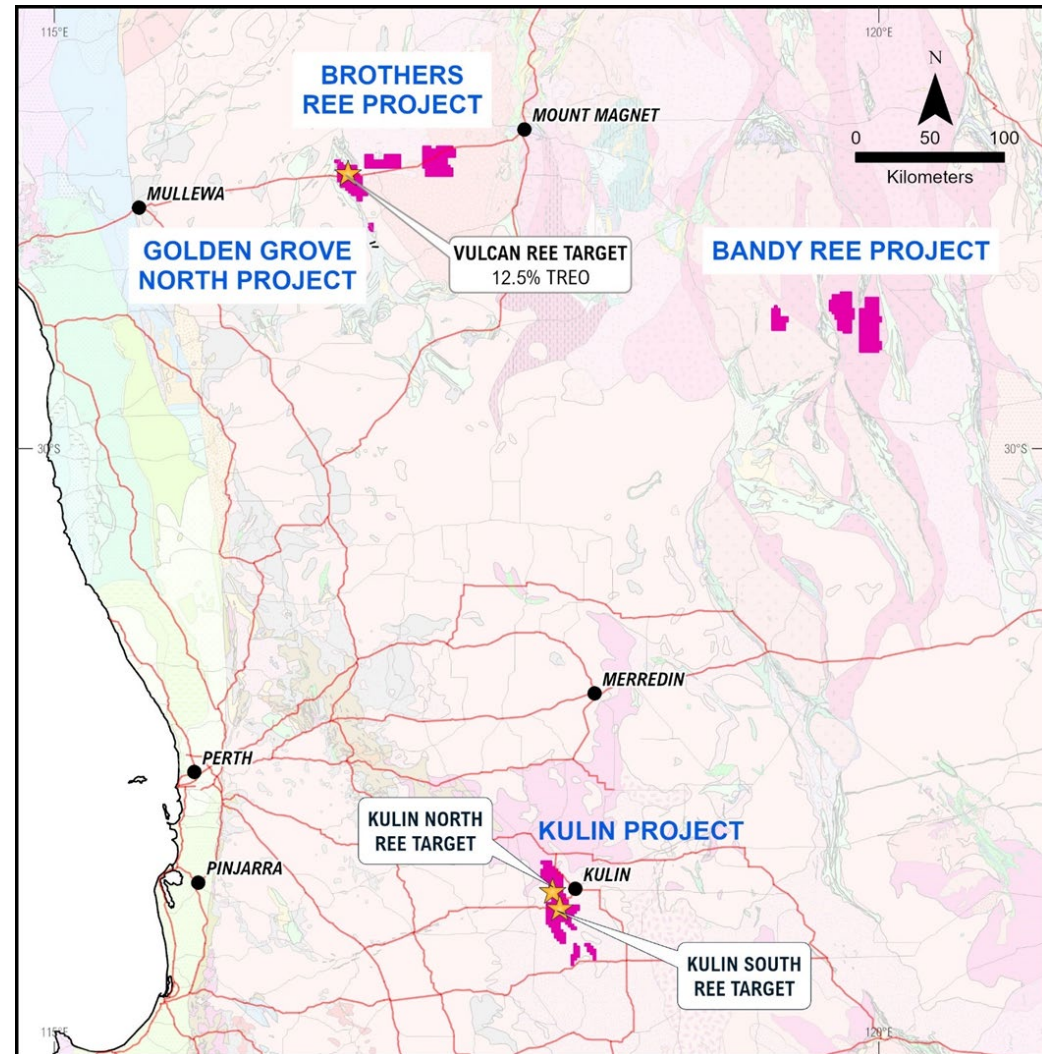 115°E
120°E
BROTHERS
REE PROJECT
N
MOUNT MAGNET
0 50 100
Kilometers
MULLEWA
GOLDEN GROVE
NORTH PROJECT
VULCAN REE TARGET
12.5% TREO
BANDY REE PROJECT
30°S
30°S
MERREDIN
PERTH
KULIN NORTH
REE TARGET
KULIN PROJECT
PINJARRA
KULIN
KULIN SOUTH
REE TARGET
115°E
120°E